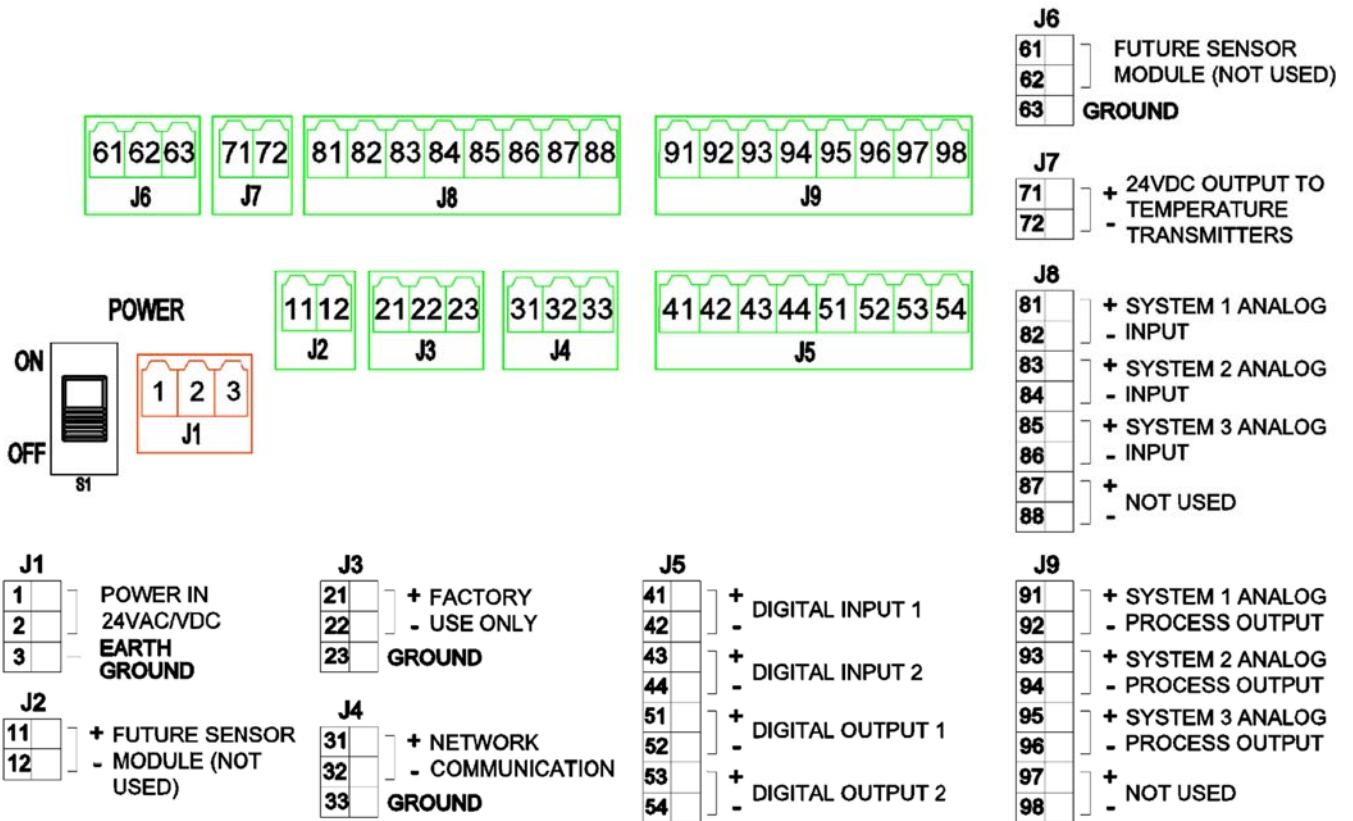 61 62 63
J6
71 72
J7
81 82 83 84 85 86 87 88
J8
91 92 93 94 95 96 97 98
J9
POWER
ON
OFF
S1
1 2 3
J1
11 12
J2
21 22 23
J3
31 32 33
J4
41 42 43 44 51 52 53 54
J5
J6
61 FUTURE SENSOR
62 MODULE (NOT USED)
63 GROUND
J7
71 + 24VDC OUTPUT TO
TEMPERATURE
72 - TRANSMITTERS
J8
81 + SYSTEM 1 ANALOG
82 - INPUT
83 + SYSTEM 2 ANALOG
84 - INPUT
85 + SYSTEM 3 ANALOG
86 - INPUT
87 +
NOT USED
88 -
J1
1 POWER IN
2 24VAC/VDC
3 EARTH
GROUND
J2
11 + FUTURE SENSOR
12 - MODULE (NOT
USED)
J3
21 + FACTORY
22 - USE ONLY
23 GROUND
J4
31 + NETWORK
32 - COMMUNICATION
33 GROUND
J5
41 +
DIGITAL INPUT 1
42 -
43 +
DIGITAL INPUT 2
44 -
51 +
DIGITAL OUTPUT 1
52 -
53 +
DIGITAL OUTPUT 2
54 -
J9
91 + SYSTEM 1 ANALOG
92 - PROCESS OUTPUT
93 + SYSTEM 2 ANALOG
94 - PROCESS OUTPUT
95 + SYSTEM 3 ANALOG
96 - PROCESS OUTPUT
97 +
NOT USED
98 -